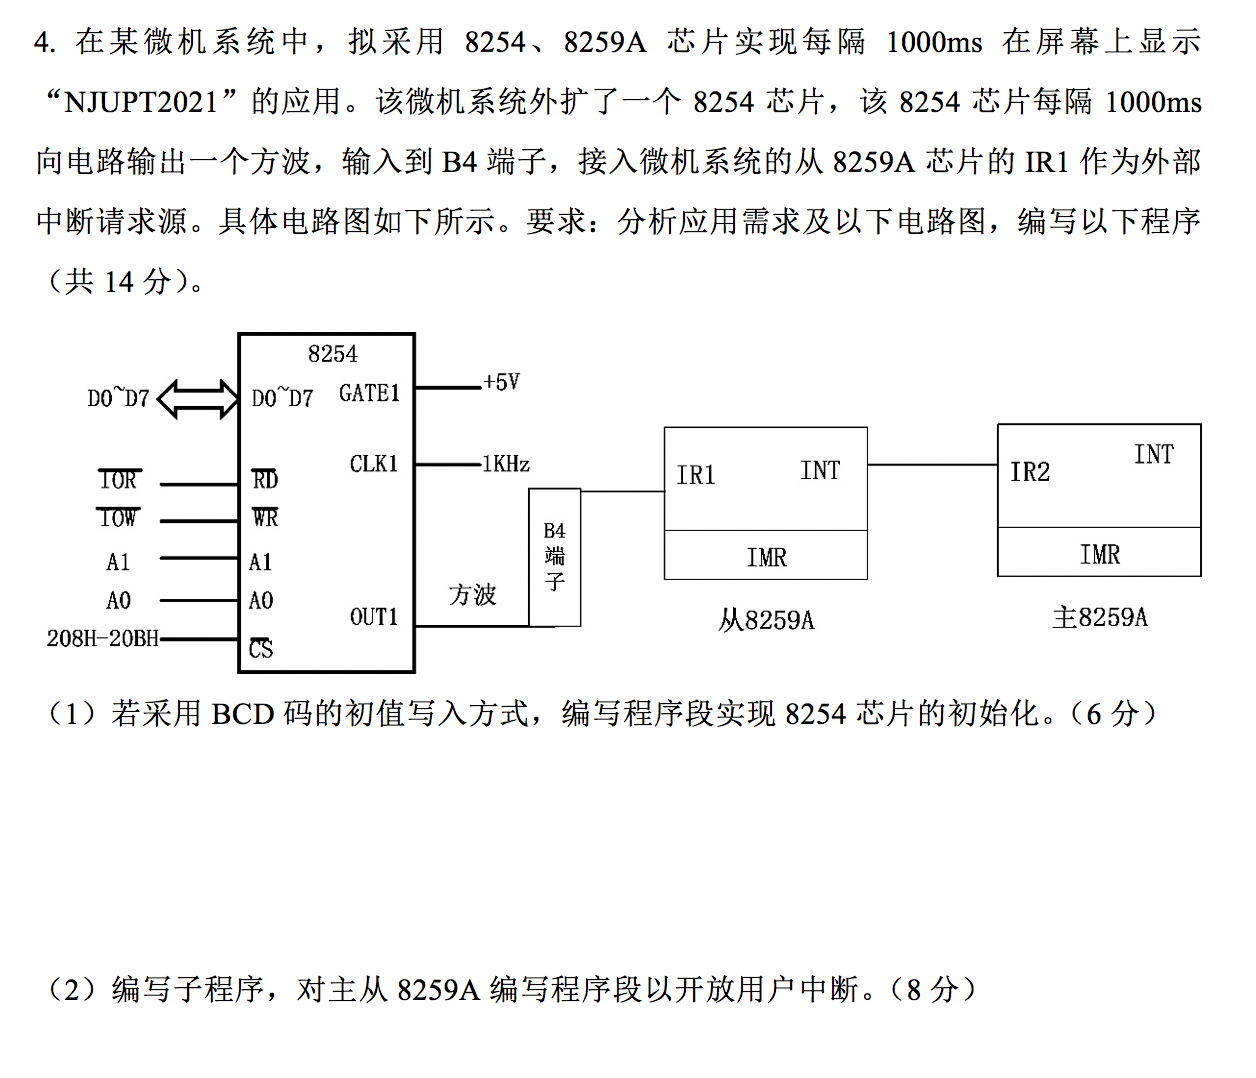 4. 在某微机系统中，拟采用 8254、8259A 芯片实现每隔 1000ms 在屏幕上显示
“NJUPT2021”的应用。该微机系统外扩了一个 8254 芯片，该 8254 芯片每隔 1000ms
向电路输出一个方波，输入到 B4 端子，接入微机系统的从 8259A 芯片的 IR1 作为外部
中断请求源。具体电路图如下所示。要求：分析应用需求及以下电路图，编写以下程序
（共 14 分）。
8254
D0~D7 D0~D7 GATE1 +5V
CLK1 1KHz
IOR RD
IOW WR
A1 A1
A0 A0
208H-20BH CS
OUT1 方波
B4
端
子
IR1 INT
IMR
从8259A
IR2 INT
IMR
主8259A
（1）若采用 BCD 码的初值写入方式，编写程序段实现 8254 芯片的初始化。（6 分）
（2）编写子程序，对主从 8259A 编写程序段以开放用户中断。（8 分）